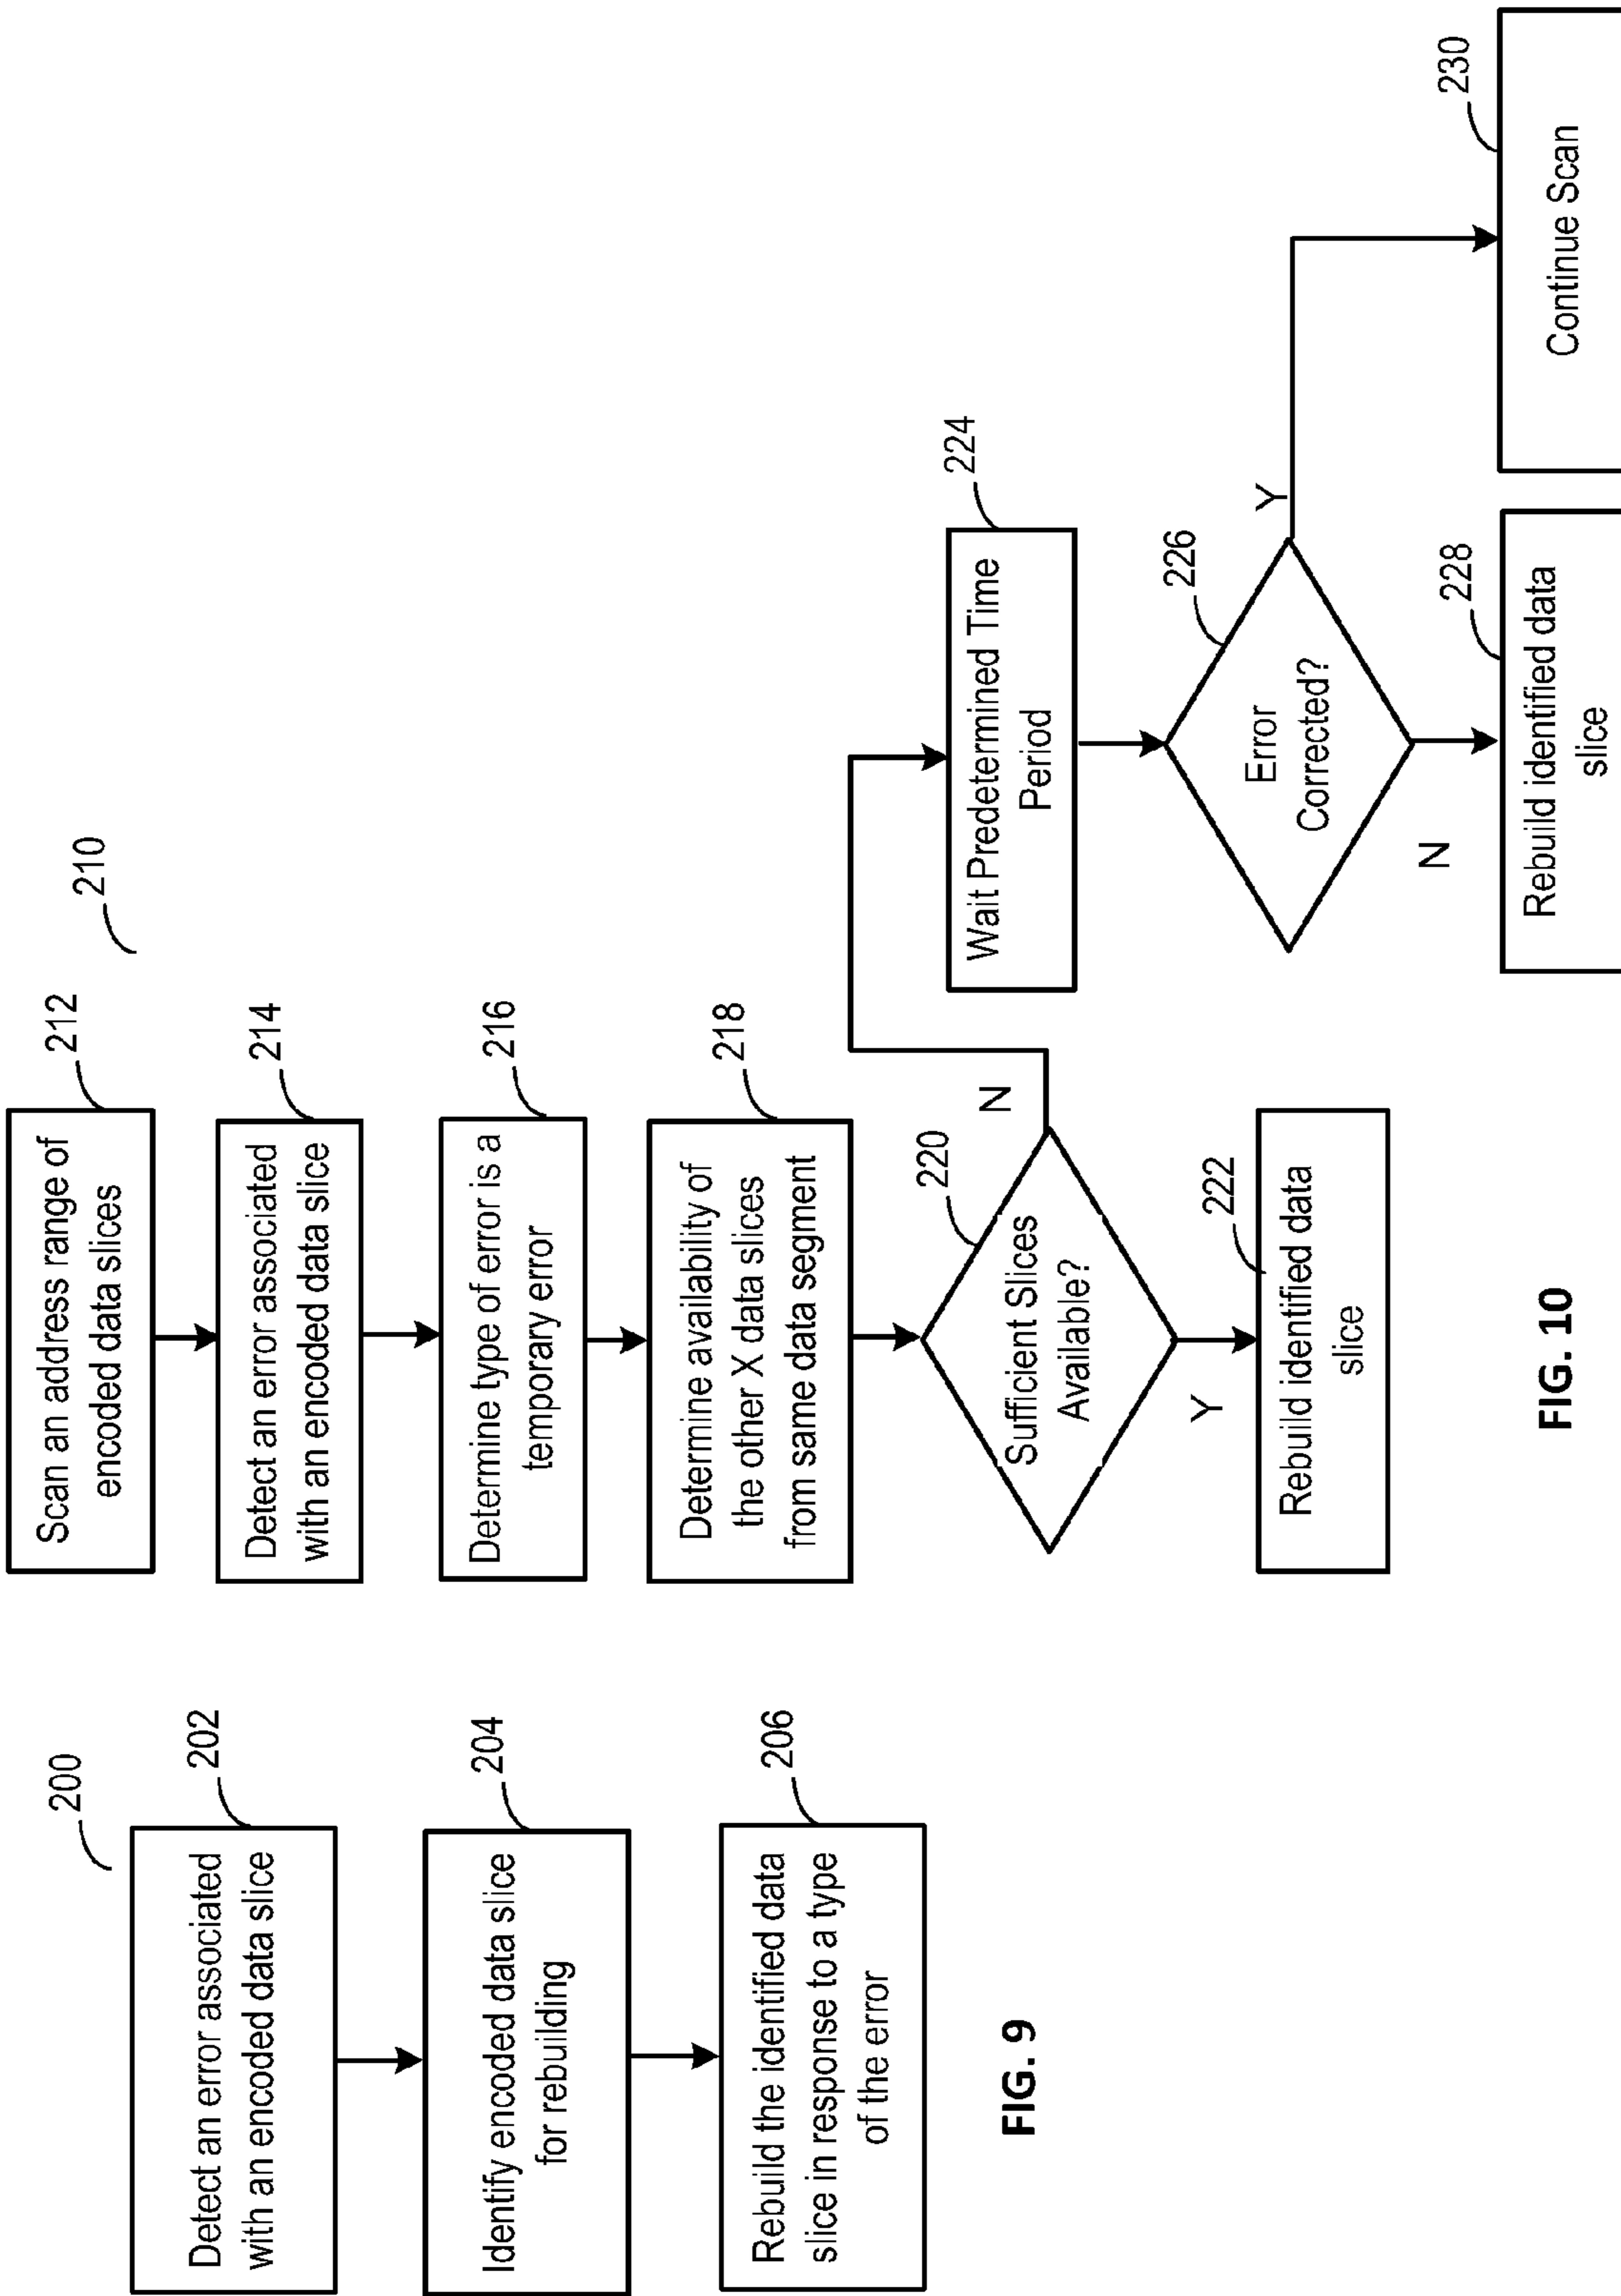 200
Detect an error associated
with an encoded data slice
202
Identify encoded data slice
for rebuilding
204
Rebuild the identified data
slice in response to a type
of the error
206
FIG. 9
210
Scan an address range of
encoded data slices
212
Detect an error associated
with an encoded data slice
214
Determine type of error is a
temporary error
216
Determine availability of
the other X data slices
from same data segment
218
Sufficient Slices
Available?
220
N
Y
Rebuild identified data
slice
222
Wait Predetermined Time
Period
224
Error
Corrected?
226
Y
N
Rebuild identified data
slice
228
Continue Scan
230
FIG. 10